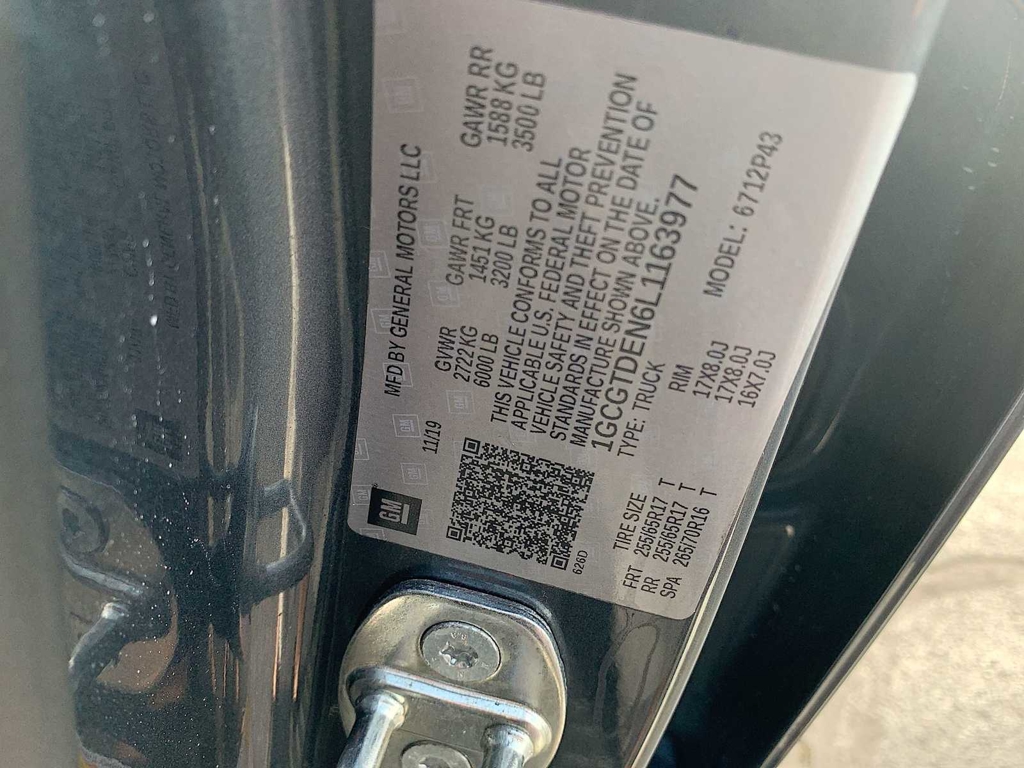 GM
MFD BY GENERAL MOTORS LLC
11/19
GVWR GAWR FRT GAWR RR
2722 KG 1451 KG 1588 KG
6000 LB 3200 LB 3500 LB
THIS VEHICLE CONFORMS TO ALL
APPLICABLE U.S. FEDERAL MOTOR
VEHICLE SAFETY AND THEFT PREVENTION
STANDARDS IN EFFECT ON THE DATE OF
MANUFACTURE SHOWN ABOVE.
1GCGTDEN6L1163977
TYPE: TRUCK MODEL: 6712P43
626D
TIRE SIZE RIM
FRT 255/65R17 T 17X8.0J
RR 255/65R17 T 17X8.0J
SPA 265/70R16 T 16X7.0J